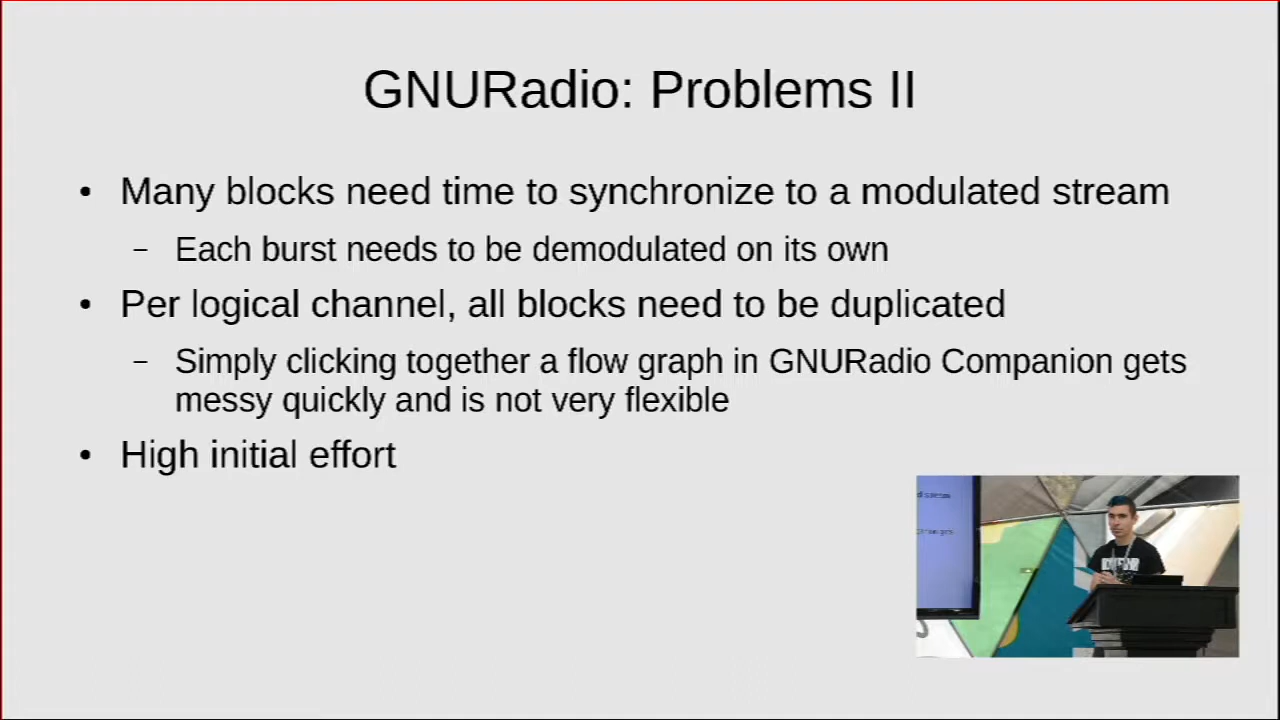 GNURadio: Problems II
• Many blocks need time to synchronize to a modulated stream
– Each burst needs to be demodulated on its own
• Per logical channel, all blocks need to be duplicated
– Simply clicking together a flow graph in GNURadio Companion gets
messy quickly and is not very flexible
• High initial effort